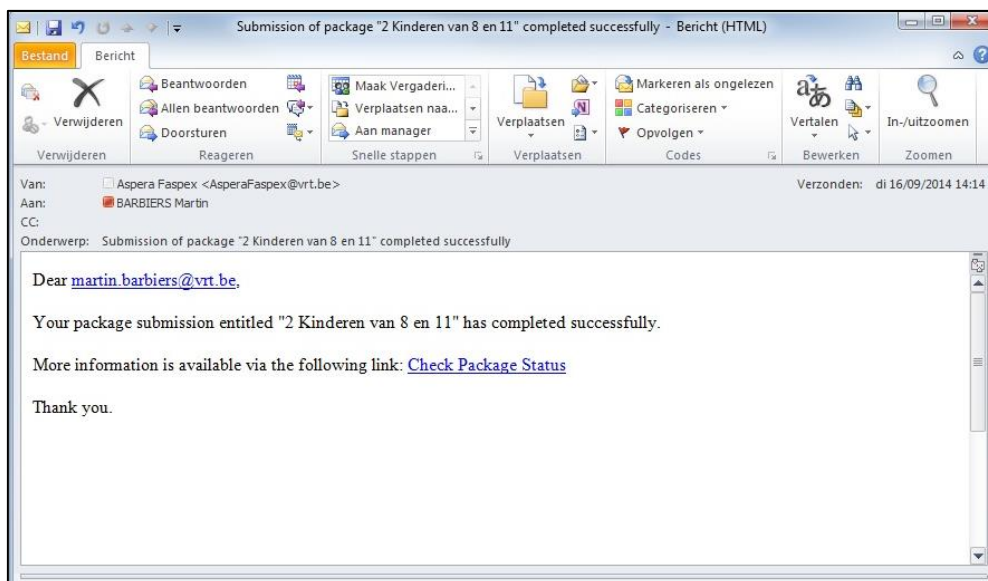 Submission of package "2 Kinderen van 8 en 11" completed successfully - Bericht (HTML)
Bestand Bericht
Verwijderen
Beantwoorden
Allen beantwoorden
Doorsturen
Maak Vergaderi...
Verplaatsen naa...
Aan manager
Verplaatsen
Markeren als ongelezen
Categoriseren
Opvolgen
Vertalen
In-/uitzoomen
Verwijderen Reageren Snelle stappen Verplaatsen Codes Bewerken Zoomen
Van: Aspera Faspex <AsperaFaspex@vrt.be> Verzonden: di 16/09/2014 14:14
Aan: BARBIERS Martin
CC:
Onderwerp: Submission of package "2 Kinderen van 8 en 11" completed successfully
Dear martin.barbiers@vrt.be,
Your package submission entitled "2 Kinderen van 8 en 11" has completed successfully.
More information is available via the following link: Check Package Status
Thank you.